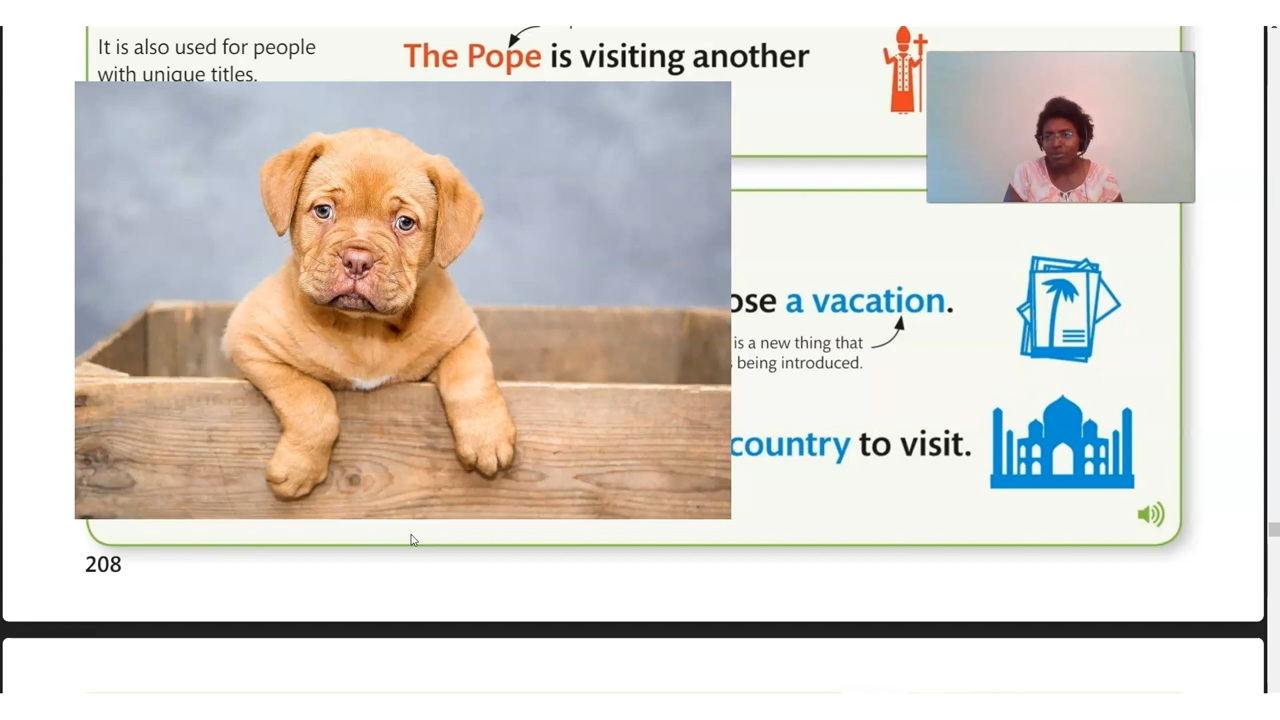 It is also used for people
with unique titles.
The Pope is visiting another
ose a vacation.
is a new thing that
being introduced.
country to visit.
208